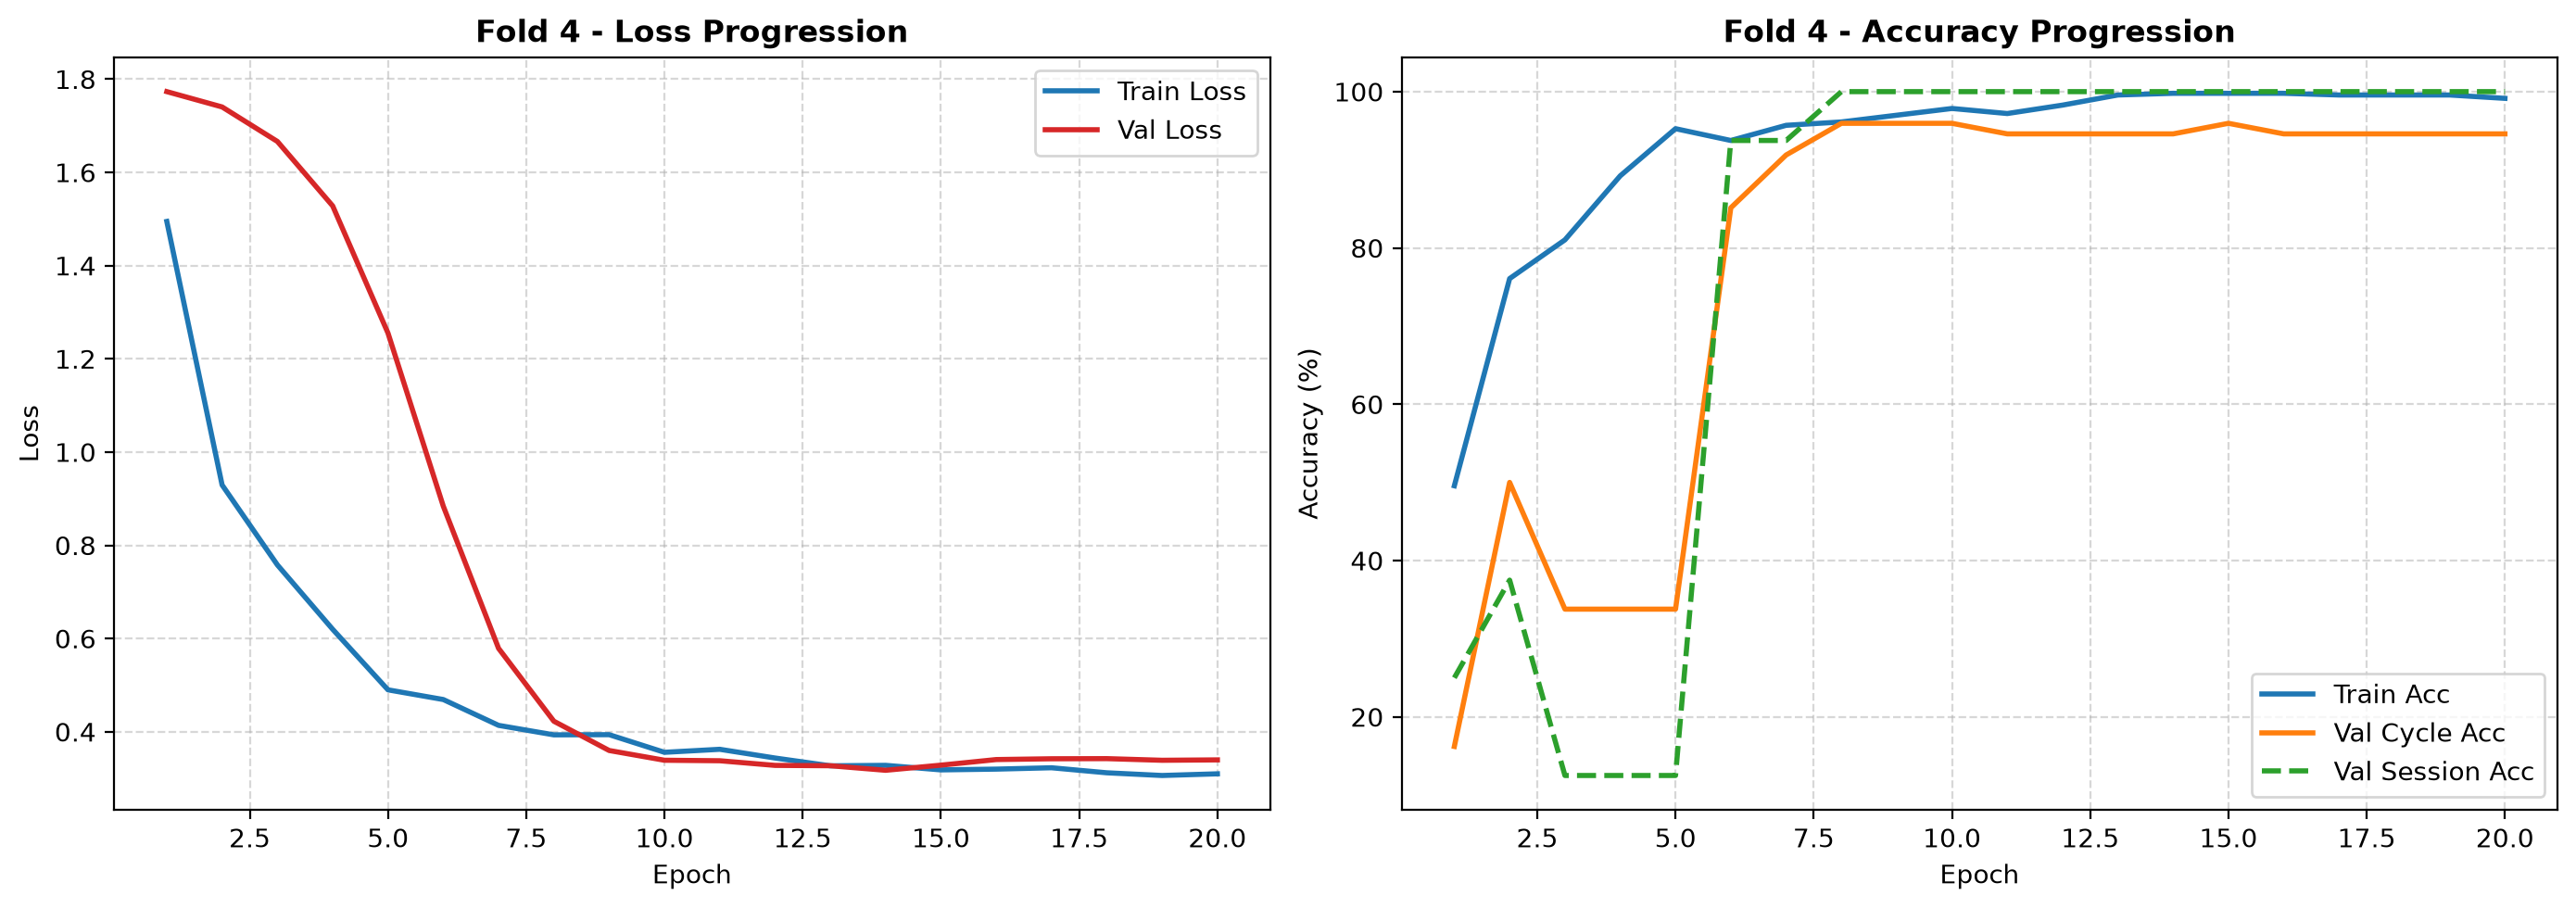 Fold 4 - Loss Progression
Train Loss
Val Loss
1.8
1.6
1.4
1.2
1.0
0.8
0.6
0.4
Loss
2.5 5.0 7.5 10.0 12.5 15.0 17.5 20.0
Epoch
Fold 4 - Accuracy Progression
100
80
60
40
20
Accuracy (%)
Train Acc
Val Cycle Acc
Val Session Acc
2.5 5.0 7.5 10.0 12.5 15.0 17.5 20.0
Epoch